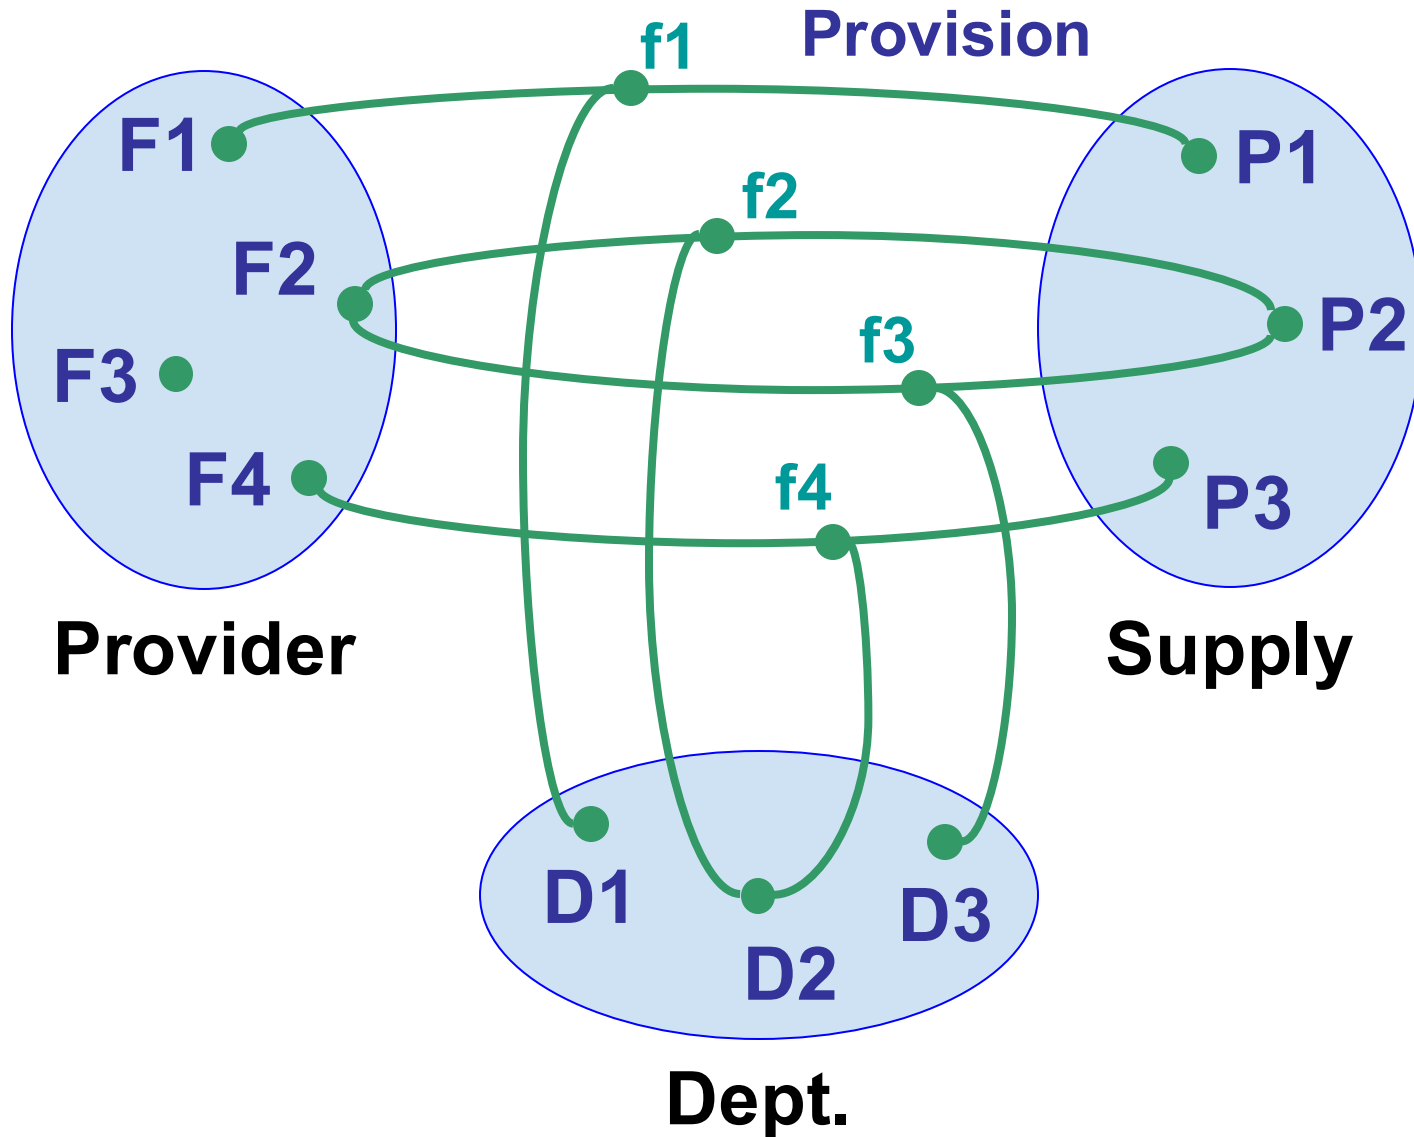 Provision
f1
F1
P1
f2
F2
P2
f3
F3
F4
f4
P3
Provider
Supply
D1
D3
D2
Dept.